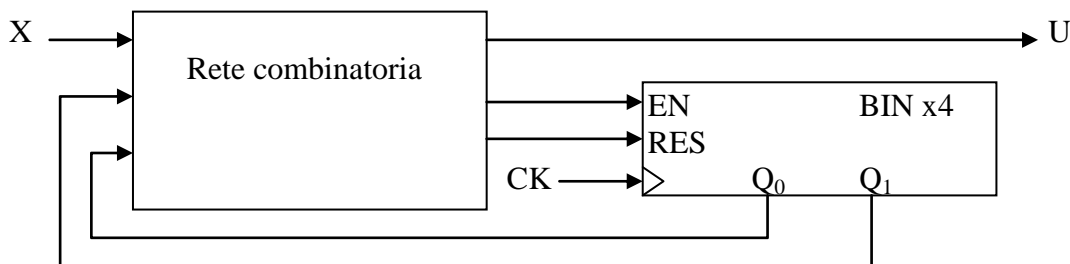 X
U
Rete combinatoria
EN
BIN x4
RES
CK
Q₀
Q₁